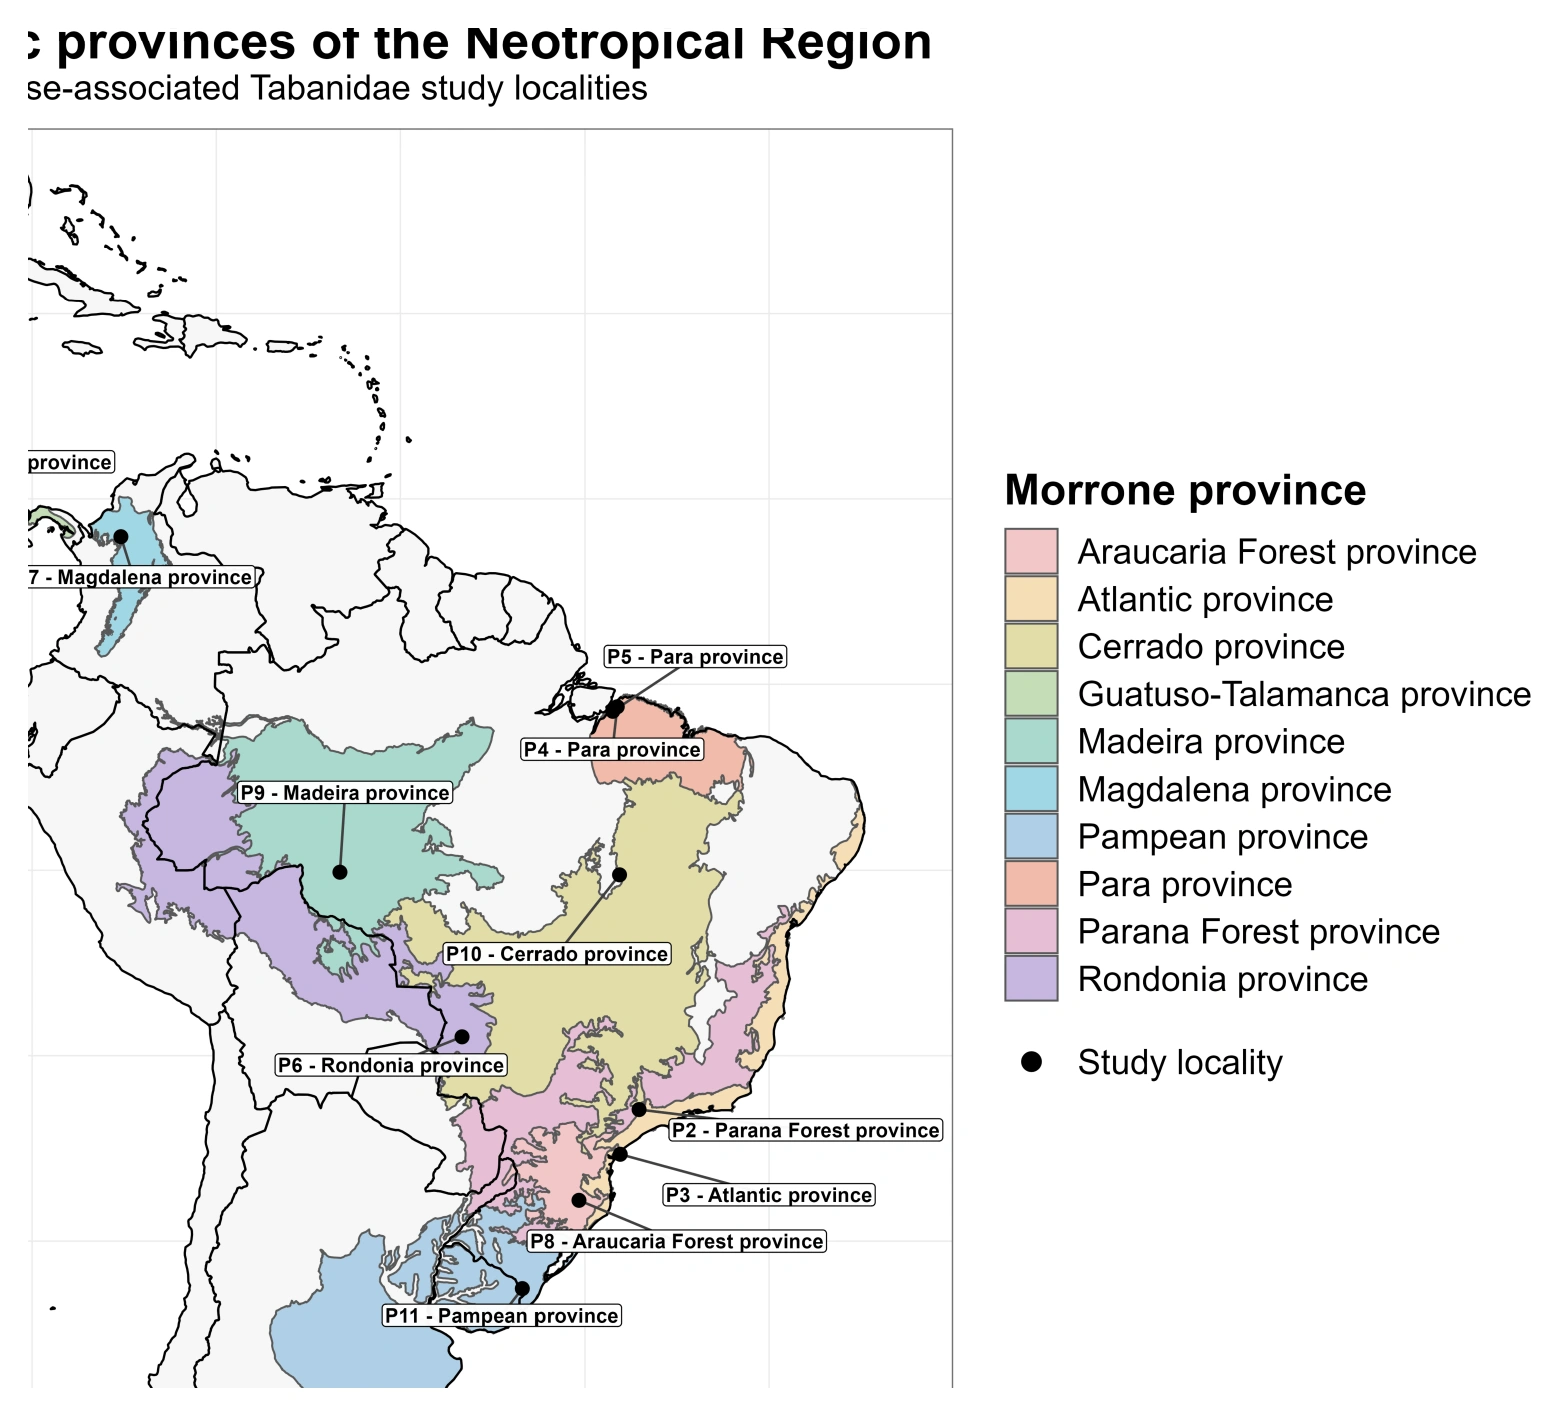 c provinces of the Neotropical Region
se-associated Tabanidae study localities
province
7 - Magdalena province
P5 - Para province
P4 - Para province
P9 - Madeira province
P10 - Cerrado province
P6 - Rondonia province
P2 - Parana Forest province
P3 - Atlantic province
P8 - Araucaria Forest province
P11 - Pampean province
Morrone province
Araucaria Forest province
Atlantic province
Cerrado province
Guatuso-Talamanca province
Madeira province
Magdalena province
Pampean province
Para province
Parana Forest province
Rondonia province
Study locality